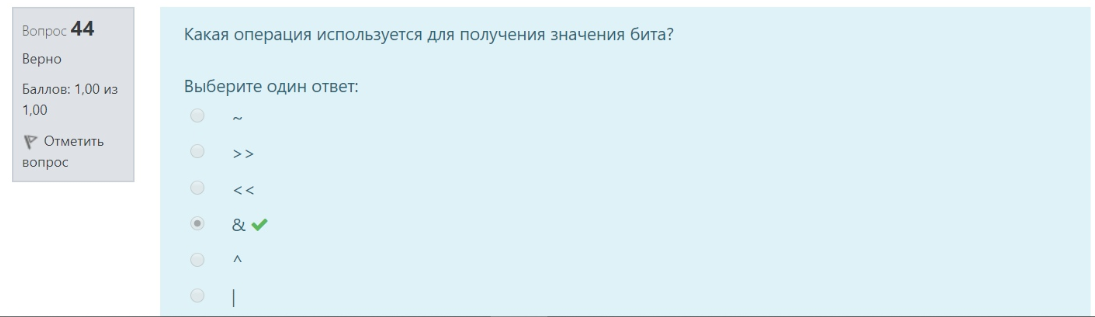 Вопрос 44
Верно
Баллов: 1,00 из
1,00
Отметить
вопрос
Какая операция используется для получения значения бита?
Выберите один ответ:
~
>>
<<
&
^
|